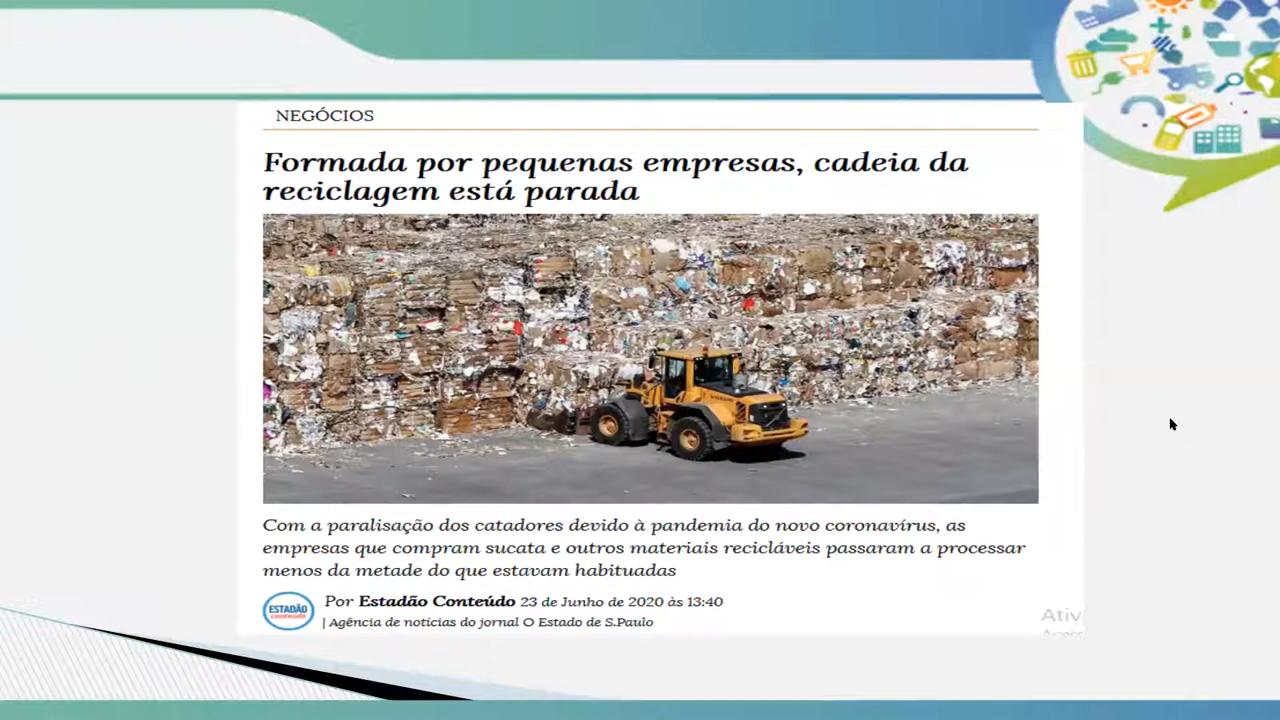 NEGÓCIOS
Formada por pequenas empresas, cadeia da
reciclagem está parada
Com a paralisação dos catadores devido à pandemia do novo coronavírus, as
empresas que compram sucata e outros materiais recicláveis passaram a processar
menos da metade do que estavam habituadas
ESTADÃO
conteúdo
Por Estadão Conteúdo 23 de Junho de 2020 às 13:40
| Agência de notícias do jornal O Estado de S.Paulo
Ativ